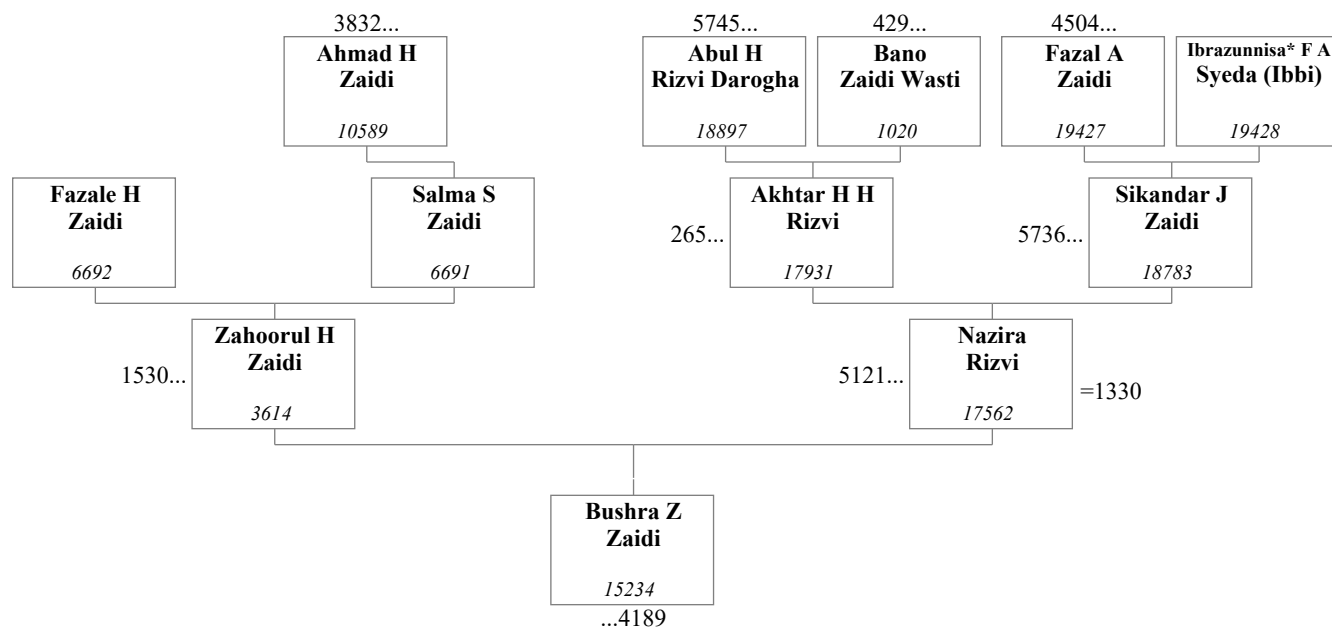 3832...
5745...
429...
4504...
Ahmad H
Zaidi
10589
Abul H
Rizvi Darogha
18897
Bano
Zaidi Wasti
1020
Fazal A
Zaidi
19427
Ibrazunnisa* F A
Syeda (Ibbi)
19428
Fazale H
Zaidi
6692
Salma S
Zaidi
6691
265...
Akhtar H H
Rizvi
17931
5736...
Sikandar J
Zaidi
18783
1530...
Zahoorul H
Zaidi
3614
5121...
Nazira
Rizvi
17562
=1330
Bushra Z
Zaidi
15234
...4189